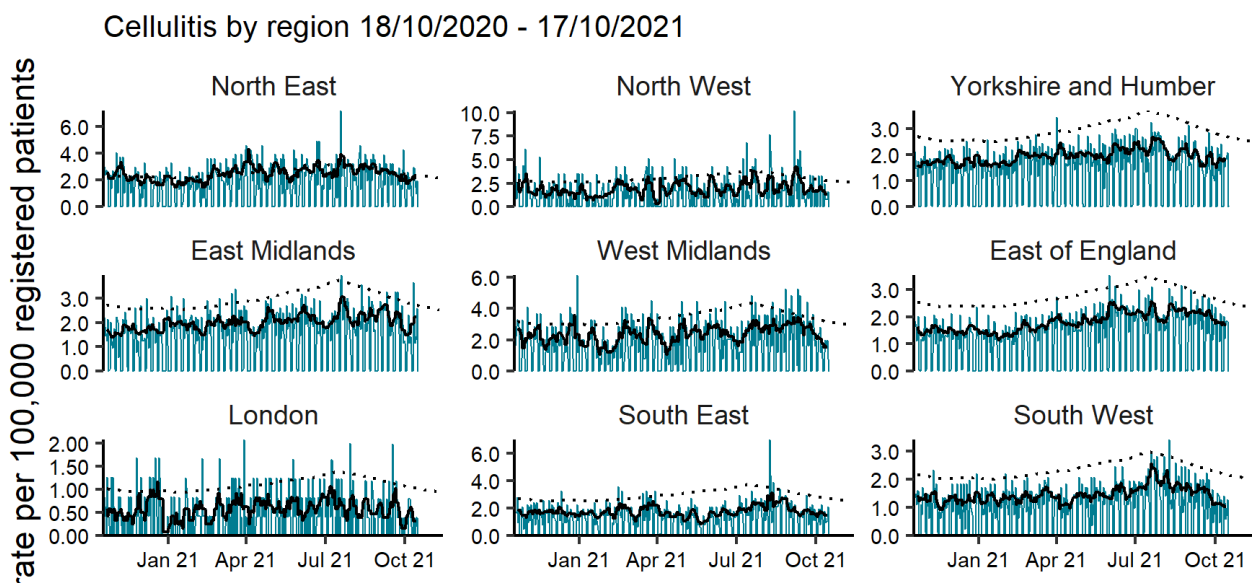 Cellulitis by region 18/10/2020 - 17/10/2021
rate per 100,000 registered patients
North East
6.0
4.0
2.0
0.0
North West
10.0
7.5
5.0
2.5
0.0
Yorkshire and Humber
3.0
2.0
1.0
0.0
East Midlands
3.0
2.0
1.0
0.0
West Midlands
6.0
4.0
2.0
0.0
East of England
3.0
2.0
1.0
0.0
London
2.00
1.50
1.00
0.50
0.00
Jan 21 Apr 21 Jul 21 Oct 21
South East
6.0
4.0
2.0
0.0
Jan 21 Apr 21 Jul 21 Oct 21
South West
3.0
2.0
1.0
0.0
Jan 21 Apr 21 Jul 21 Oct 21